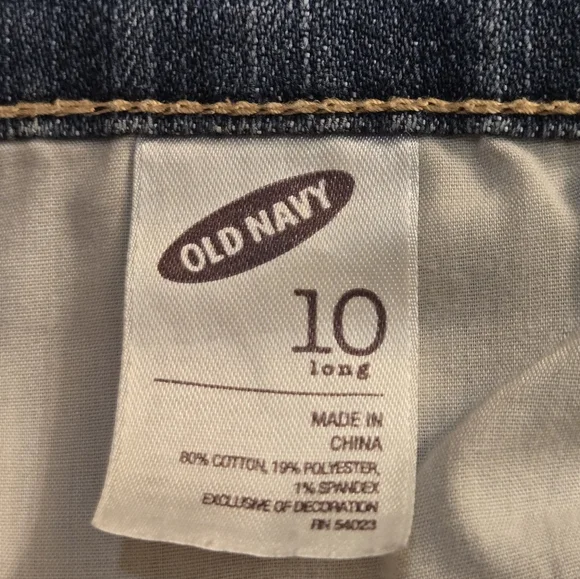 OLD NAVY
10
long
MADE IN
CHINA
80% COTTON, 19% POLYESTER,
1% SPANDEX
EXCLUSIVE OF DECORATION
RN 54023